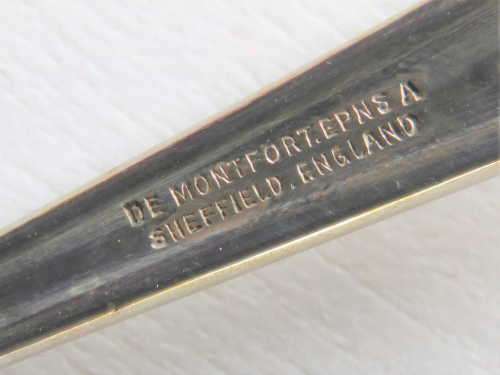 DE MONTFORT.EPNS A
SHEFFIELD.ENGLAND